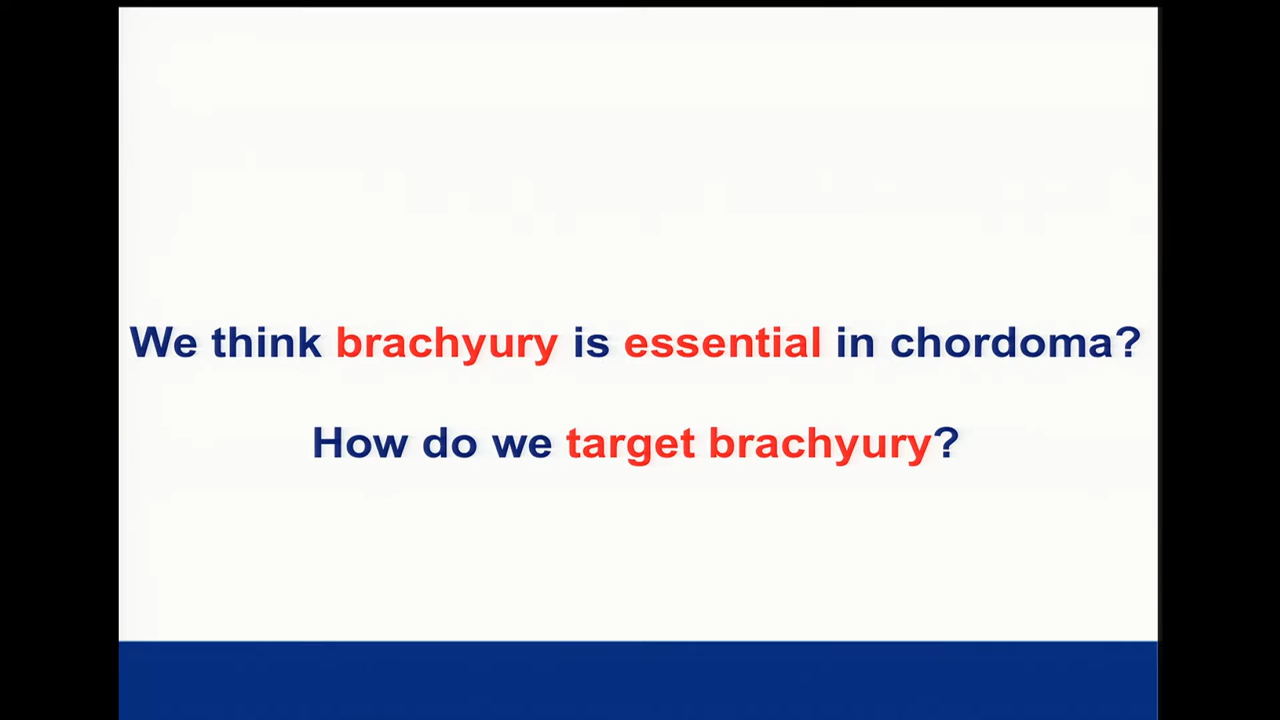 We think brachyury is essential in chordoma?
How do we target brachyury?